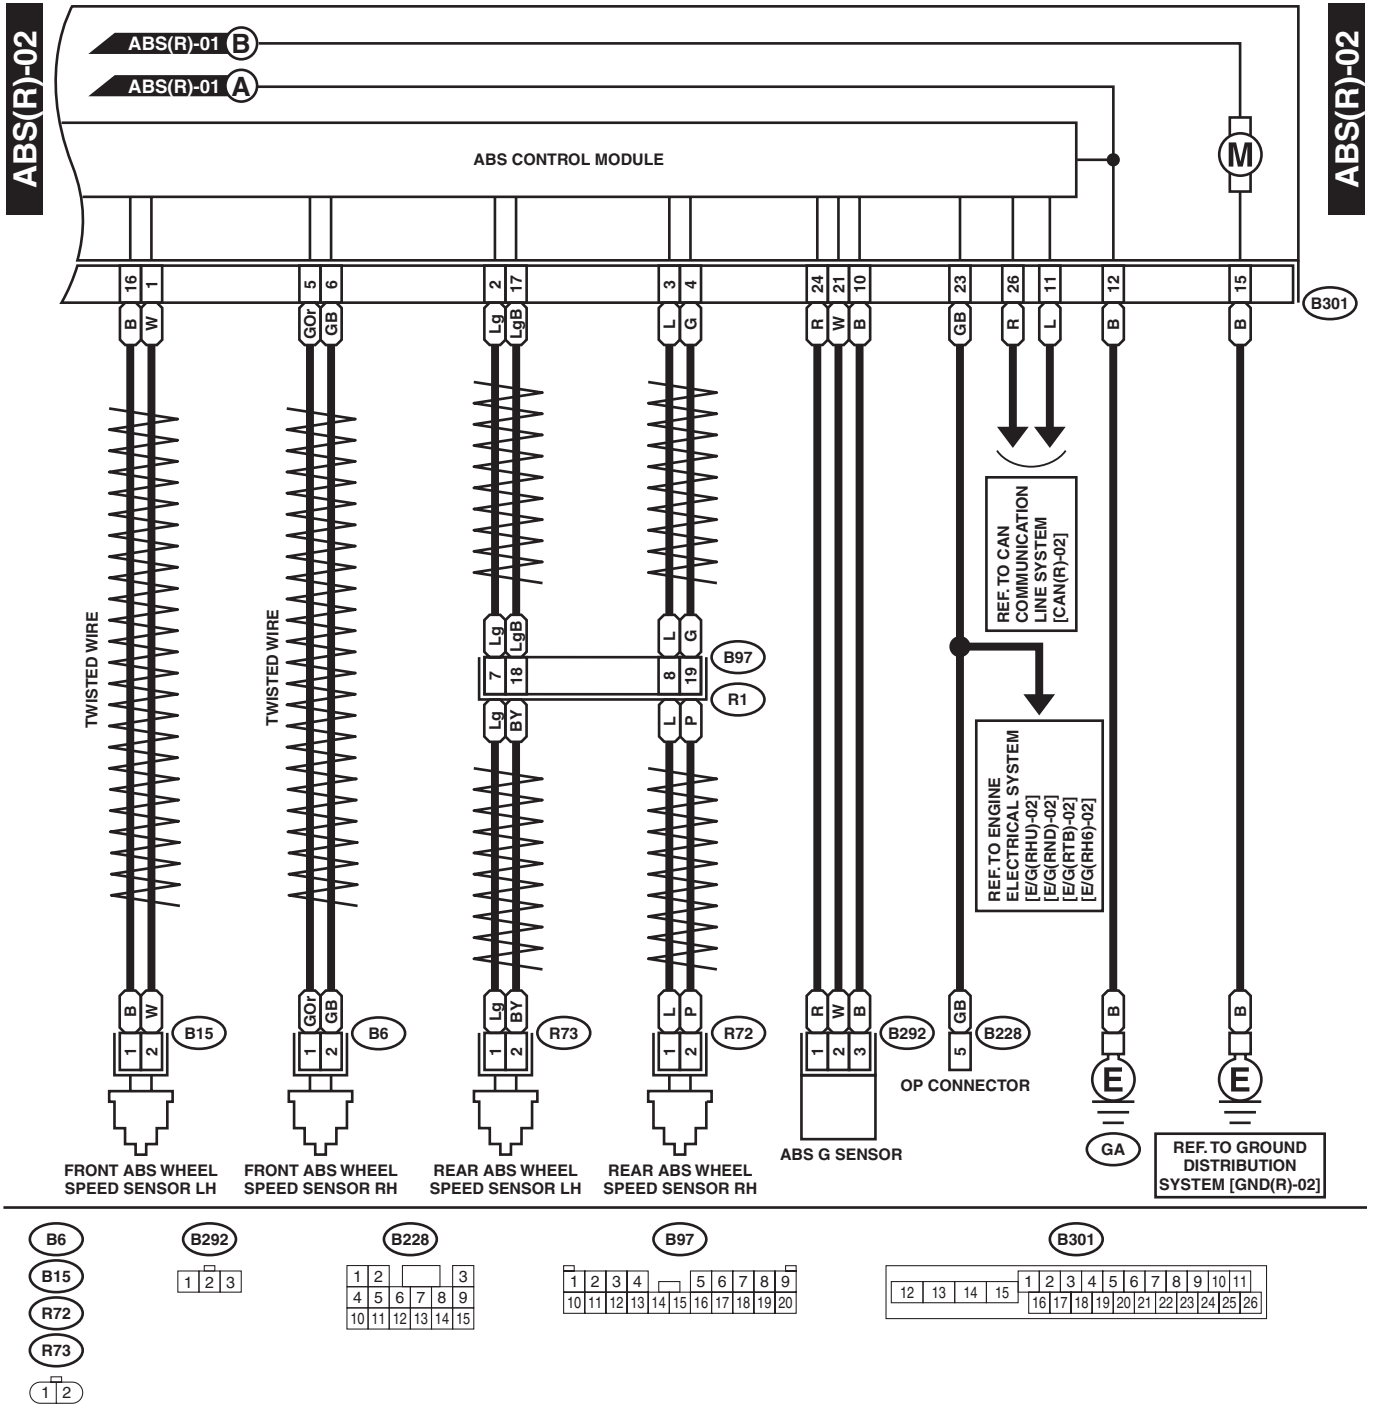 ABS(R)-02
ABS(R)-02
ABS(R)-01 B
ABS(R)-01 A
ABS CONTROL MODULE
M
16 1 5 6 2 17 3 4 24 21 10 23 26 11 12 15
B301
B W GOr GB Lg LgB L G R W B GB R L B B
TWISTED WIRE
TWISTED WIRE
REF. TO CAN
COMMUNICATION
LINE SYSTEM
[CAN(R)-02]
Lg LgB L G
7 18 8 19
B97
R1
Lg BY L P
REF. TO ENGINE
ELECTRICAL SYSTEM
[E/G(RHU)-02]
[E/G(RND)-02]
[E/G(RTB)-02]
[E/G(RH6)-02]
B W GOr GB Lg BY L P R W B GB B B
1 2 B15 1 2 B6 1 2 R73 1 2 R72 1 2 3 B292 5 B228
OP CONNECTOR
E E
GA
ABS G SENSOR
REF. TO GROUND
DISTRIBUTION
SYSTEM [GND(R)-02]
FRONT ABS WHEEL
SPEED SENSOR LH
FRONT ABS WHEEL
SPEED SENSOR RH
REAR ABS WHEEL
SPEED SENSOR LH
REAR ABS WHEEL
SPEED SENSOR RH
B6
B15
R72
R73
1 2
B292
1 2 3
B228
1 2 3
4 5 6 7 8 9
10 11 12 13 14 15
B97
1 2 3 4 5 6 7 8 9
10 11 12 13 14 15 16 17 18 19 20
B301
12 13 14 15 1 2 3 4 5 6 7 8 9 10 11
16 17 18 19 20 21 22 23 24 25 26